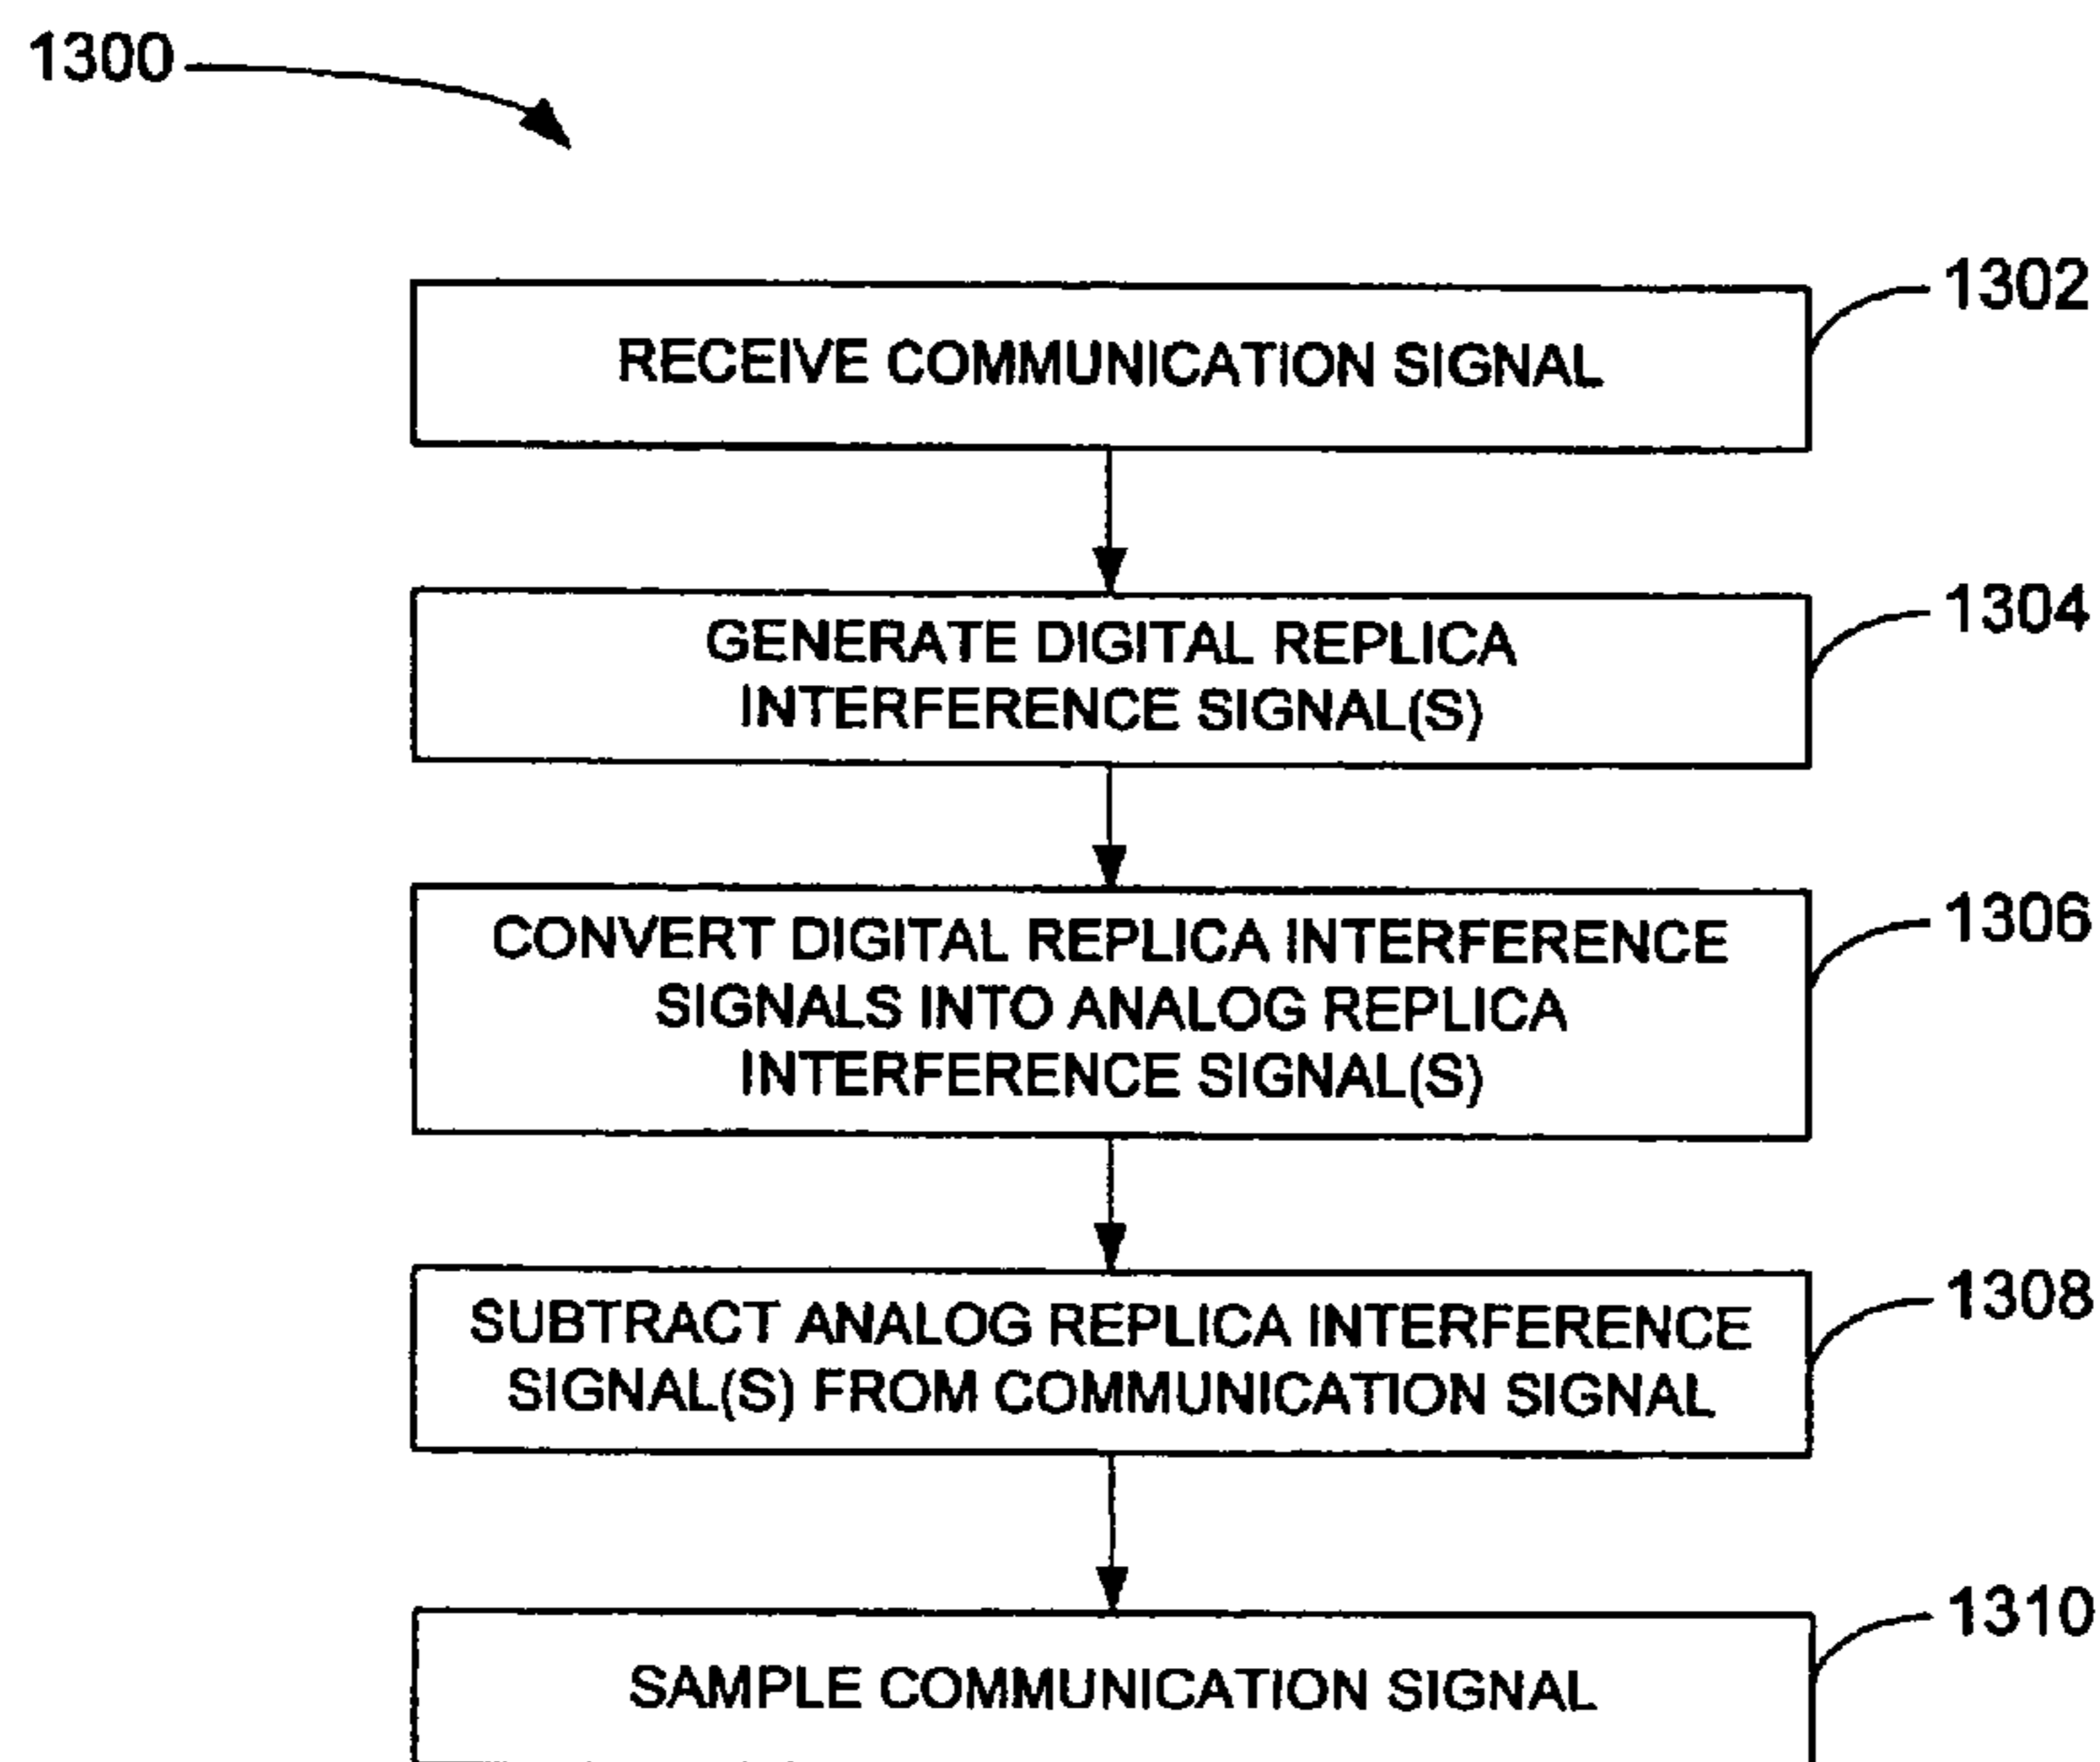 1300
1302
RECEIVE COMMUNICATION SIGNAL
1304
GENERATE DIGITAL REPLICA
INTERFERENCE SIGNAL(S)
1306
CONVERT DIGITAL REPLICA INTERFERENCE
SIGNALS INTO ANALOG REPLICA
INTERFERENCE SIGNAL(S)
1308
SUBTRACT ANALOG REPLICA INTERFERENCE
SIGNAL(S) FROM COMMUNICATION SIGNAL
1310
SAMPLE COMMUNICATION SIGNAL